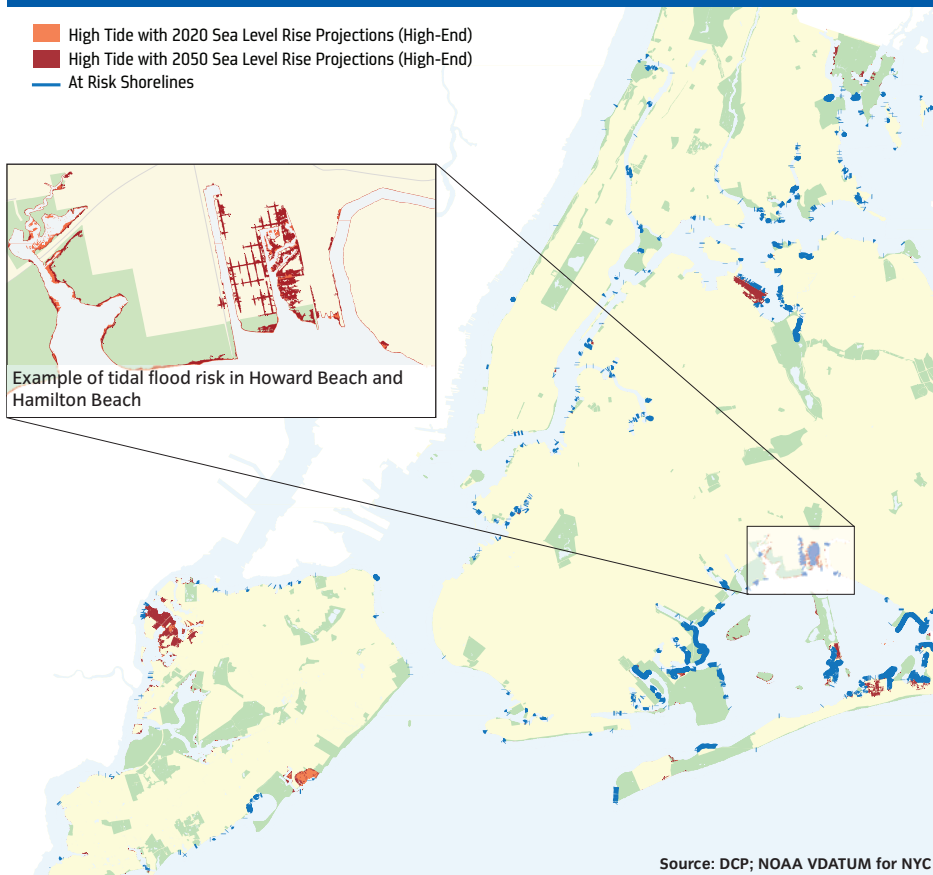 High Tide with 2020 Sea Level Rise Projections (High-End)
High Tide with 2050 Sea Level Rise Projections (High-End)
At Risk Shorelines
Example of tidal flood risk in Howard Beach and
Hamilton Beach
Source: DCP; NOAA VDATUM for NYC